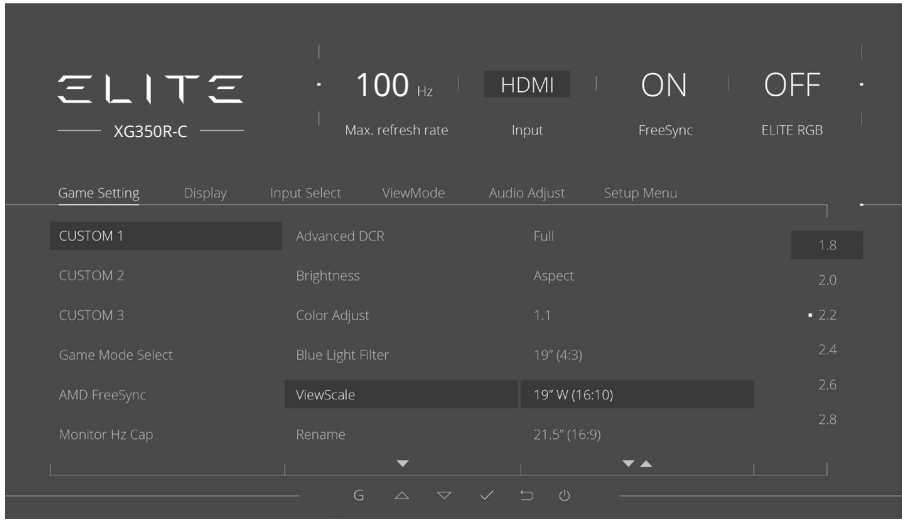 ELITE
XG350R-C
100 Hz HDMI ON OFF
Max. refresh rate Input FreeSync ELITE RGB
Game Setting Display Input Select ViewMode Audio Adjust Setup Menu
CUSTOM 1 Advanced DCR Full 1.8
CUSTOM 2 Brightness Aspect 2.0
CUSTOM 3 Color Adjust 1.1 2.2
Game Mode Select Blue Light Filter 19" (4:3) 2.4
AMD FreeSync ViewScale 19" W (16:10) 2.6
Monitor Hz Cap Rename 21.5" (16:9) 2.8
G